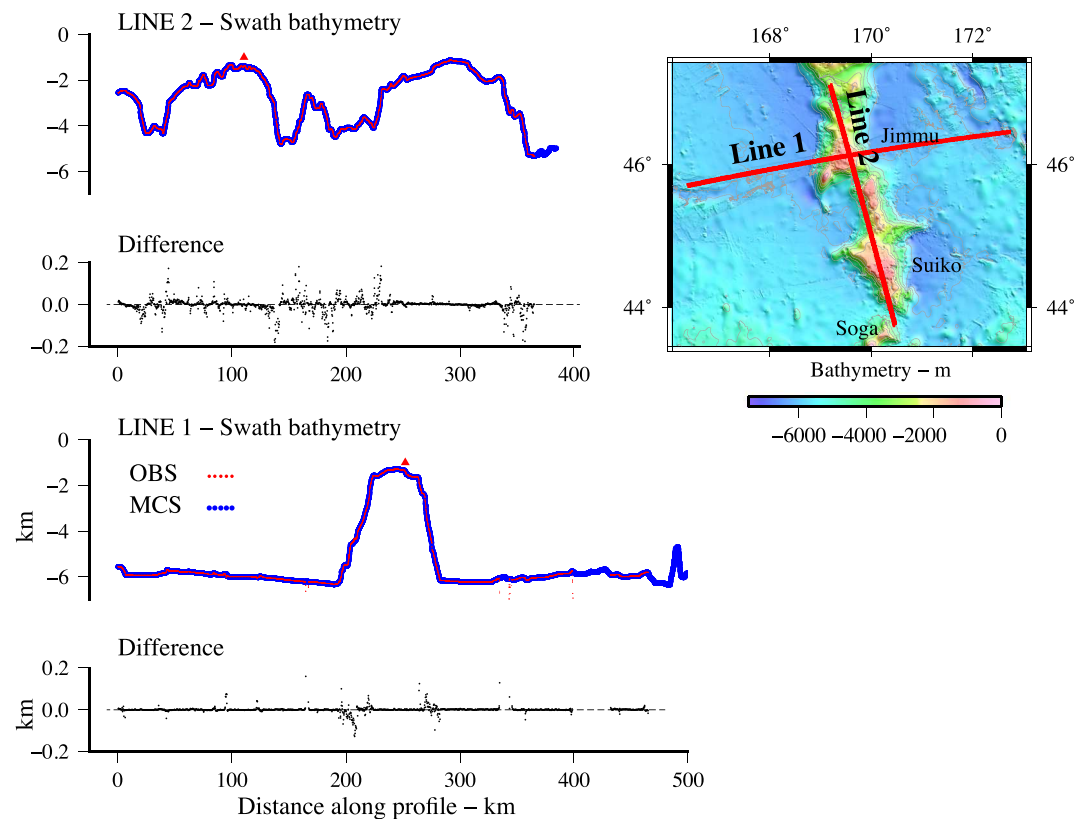 LINE 2 – Swath bathymetry
0
−2
−4
−6
Difference
0.2
0.0
−0.2
0 100 200 300 400
168° 170° 172°
46° 46°
44° 44°
Line 1
Line 2
Jimmu
Suiko
Soga
Bathymetry – m
−6000 −4000 −2000 0
LINE 1 – Swath bathymetry
0
−2
−4
−6
km
OBS
MCS
Difference
0.2
0.0
−0.2
km
0 100 200 300 400 500
Distance along profile – km